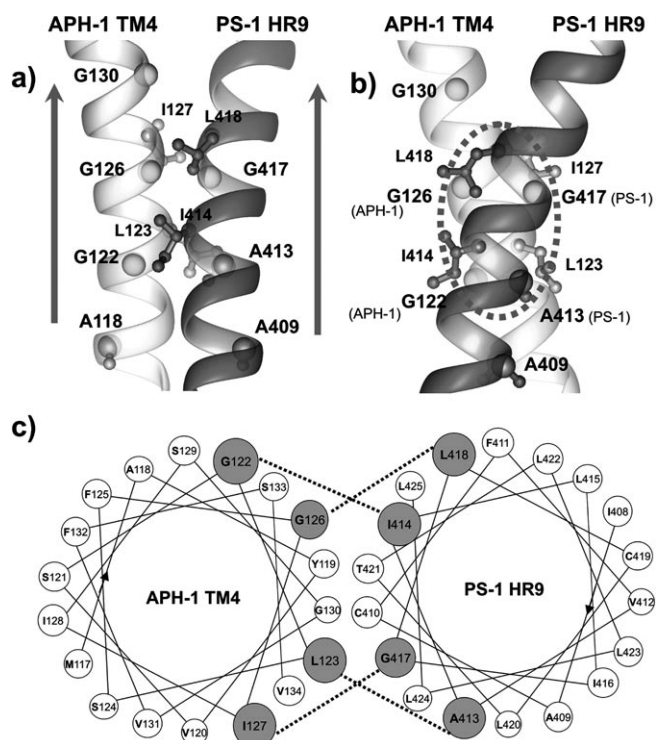 APH-1 TM4 PS-1 HR9
a)
G130
I127
L418
G126
G417
L123
I414
G122
A413
A118
A409
APH-1 TM4 PS-1 HR9
b)
G130
L418
I127
G126
(APH-1)
G417 (PS-1)
I414
L123
G122
(APH-1)
A413 (PS-1)
A409
c)
S129
G122
A118
S133
F125
G126
F132
Y119
S121
APH-1 TM4
G130
I128
M117
L123
S124
V134
V131
V120
I127
L418
F411
L422
L425
L415
I414
I408
T421
C419
PS-1 HR9
V412
C410
G417
L423
I416
L424
A413
L420
A409